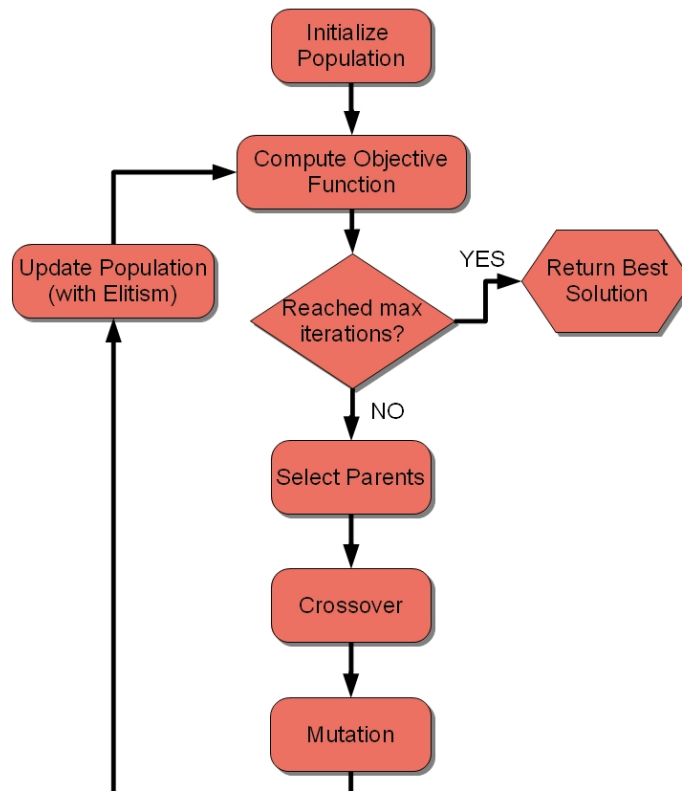 Initialize
Population
Compute Objective
Function
Update Population
(with Elitism)
YES
Return Best
Solution
Reached max
iterations?
NO
Select Parents
Crossover
Mutation